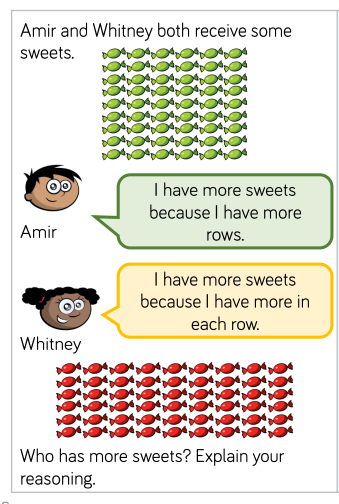 Amir and Whitney both receive some
sweets.
I have more sweets
because I have more
rows.
Amir
I have more sweets
because I have more in
each row.
Whitney
Who has more sweets? Explain your
reasoning.